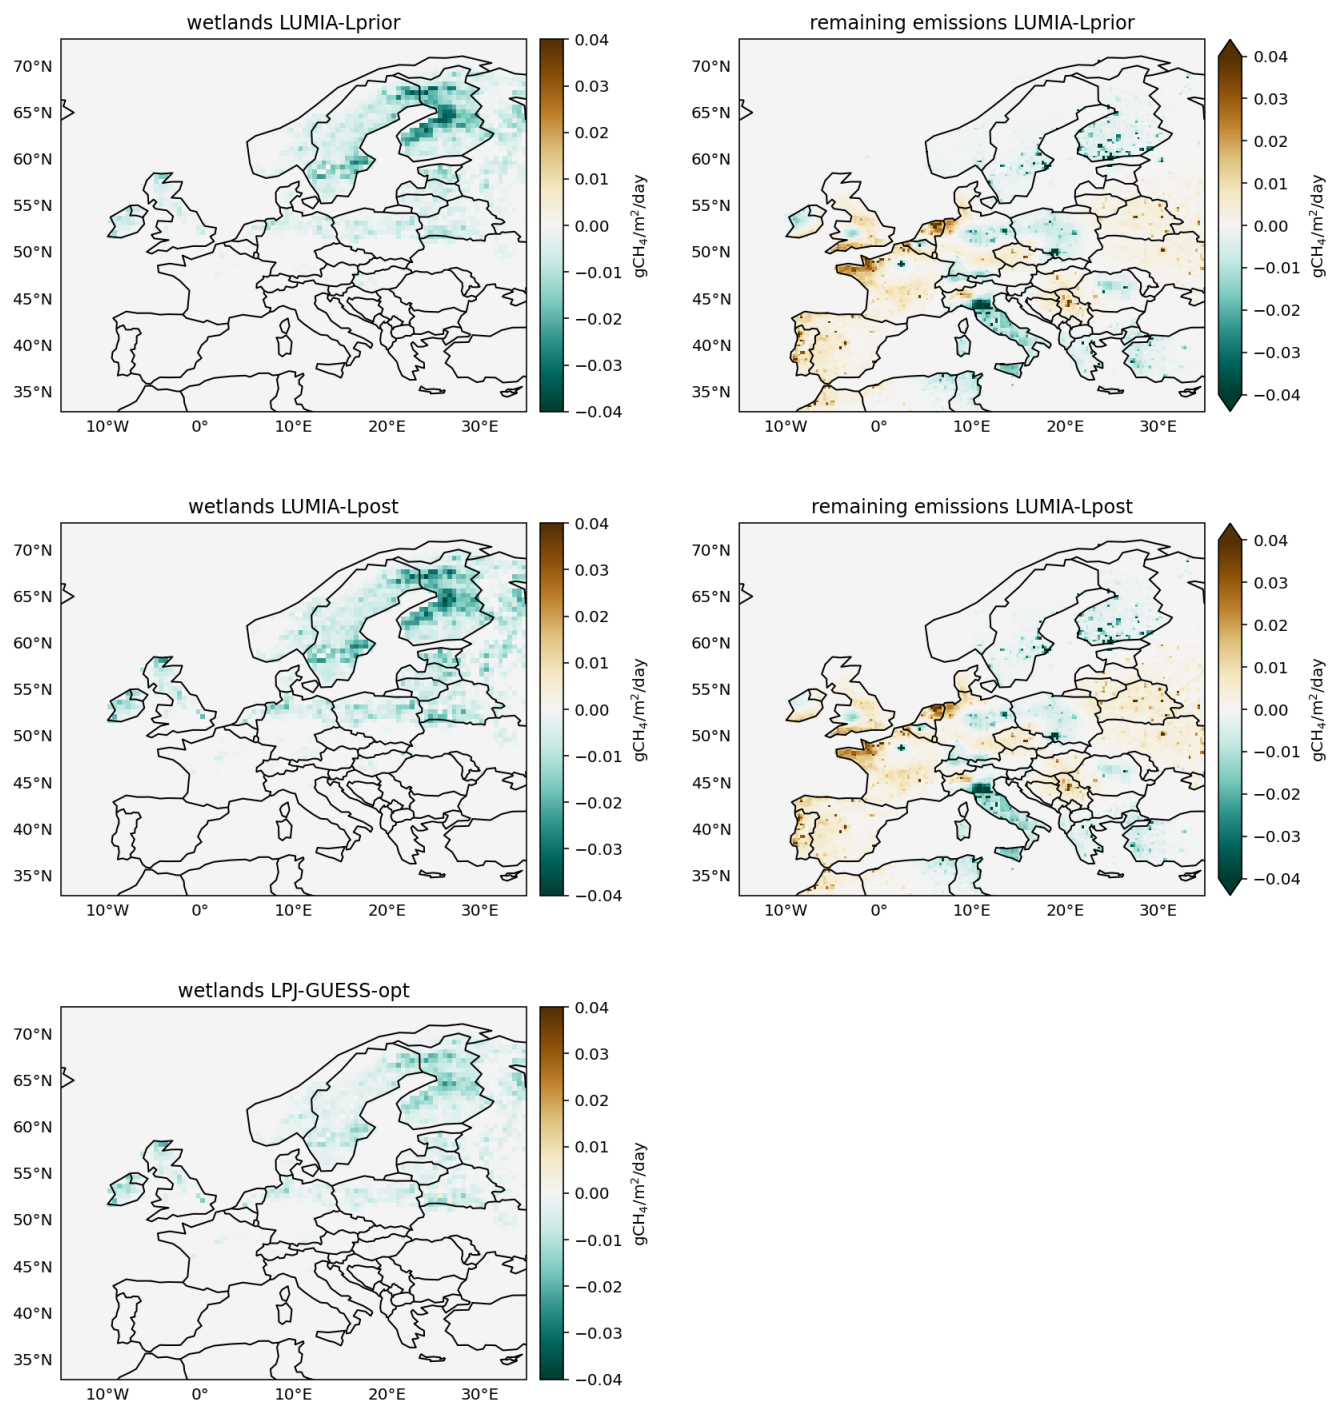 wetlands LUMIA-Lprior
70°N
65°N
60°N
55°N
50°N
45°N
40°N
35°N
10°W 0° 10°E 20°E 30°E
0.04
0.03
0.02
0.01
0.00
−0.01
−0.02
−0.03
−0.04
gCH₄/m²/day
remaining emissions LUMIA-Lprior
70°N
65°N
60°N
55°N
50°N
45°N
40°N
35°N
10°W 0° 10°E 20°E 30°E
0.04
0.03
0.02
0.01
0.00
−0.01
−0.02
−0.03
−0.04
gCH₄/m²/day
wetlands LUMIA-Lpost
70°N
65°N
60°N
55°N
50°N
45°N
40°N
35°N
10°W 0° 10°E 20°E 30°E
0.04
0.03
0.02
0.01
0.00
−0.01
−0.02
−0.03
−0.04
gCH₄/m²/day
remaining emissions LUMIA-Lpost
70°N
65°N
60°N
55°N
50°N
45°N
40°N
35°N
10°W 0° 10°E 20°E 30°E
0.04
0.03
0.02
0.01
0.00
−0.01
−0.02
−0.03
−0.04
gCH₄/m²/day
wetlands LPJ-GUESS-opt
70°N
65°N
60°N
55°N
50°N
45°N
40°N
35°N
10°W 0° 10°E 20°E 30°E
0.04
0.03
0.02
0.01
0.00
−0.01
−0.02
−0.03
−0.04
gCH₄/m²/day